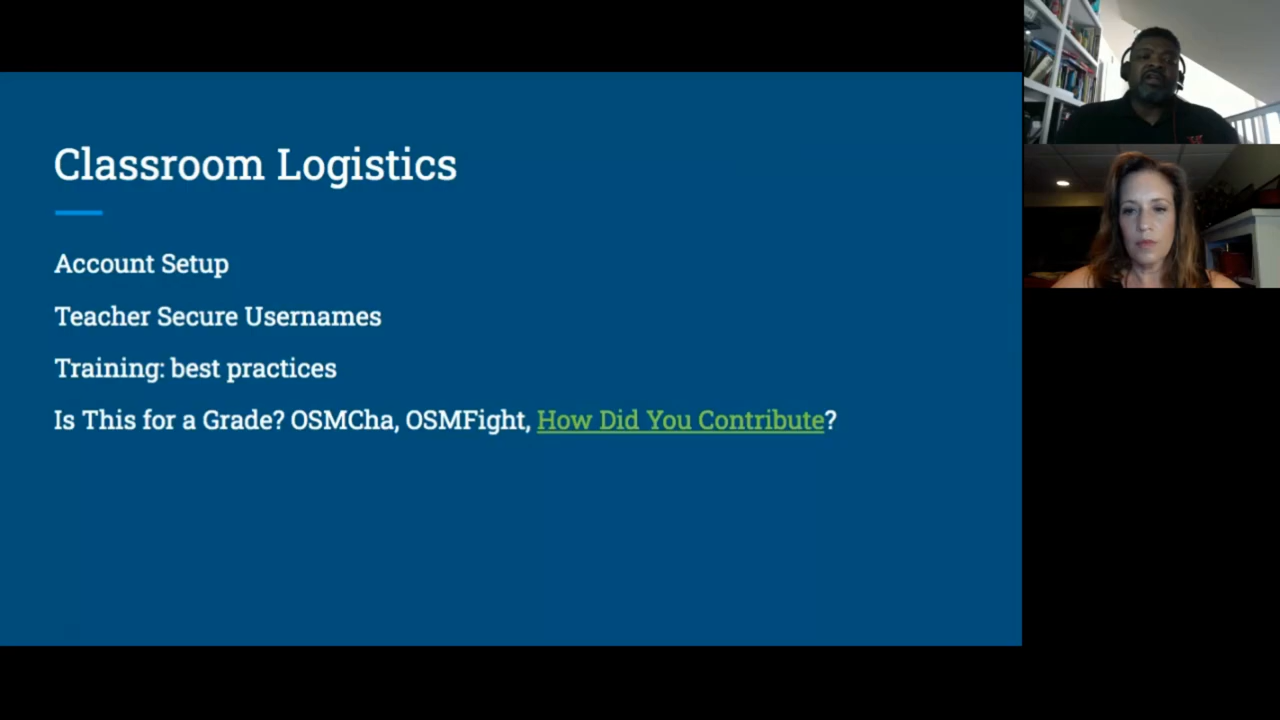 Classroom Logistics
Account Setup
Teacher Secure Usernames
Training: best practices
Is This for a Grade? OSMCha, OSMFight, How Did You Contribute?